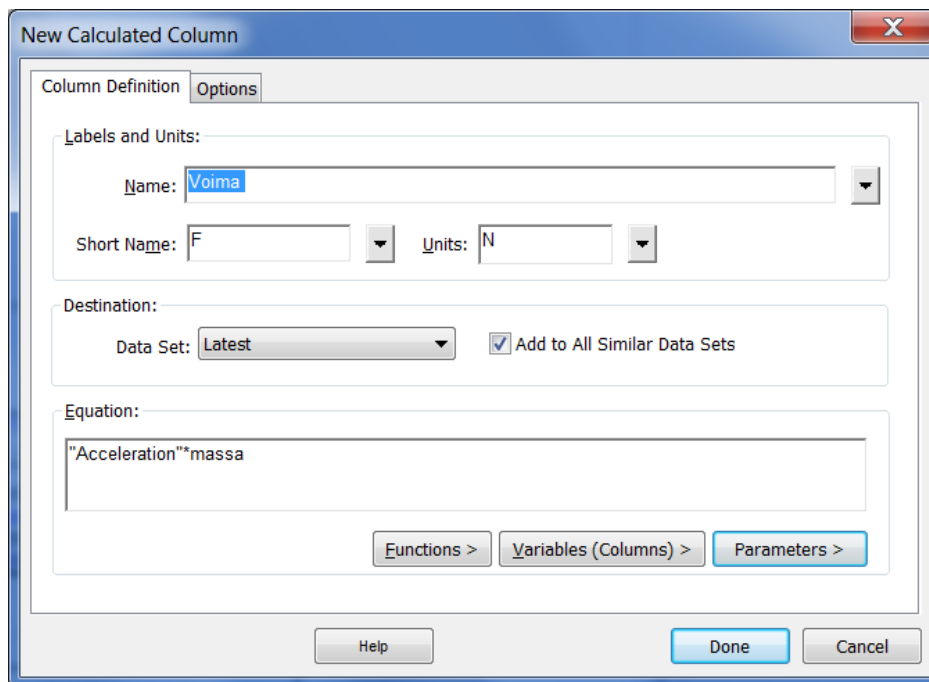 New Calculated Column
Column Definition Options
Labels and Units:
Name: Voima
Short Name: F Units: N
Destination:
Data Set: Latest Add to All Similar Data Sets
Equation:
"Acceleration"*massa
Functions > Variables (Columns) > Parameters >
Help Done Cancel